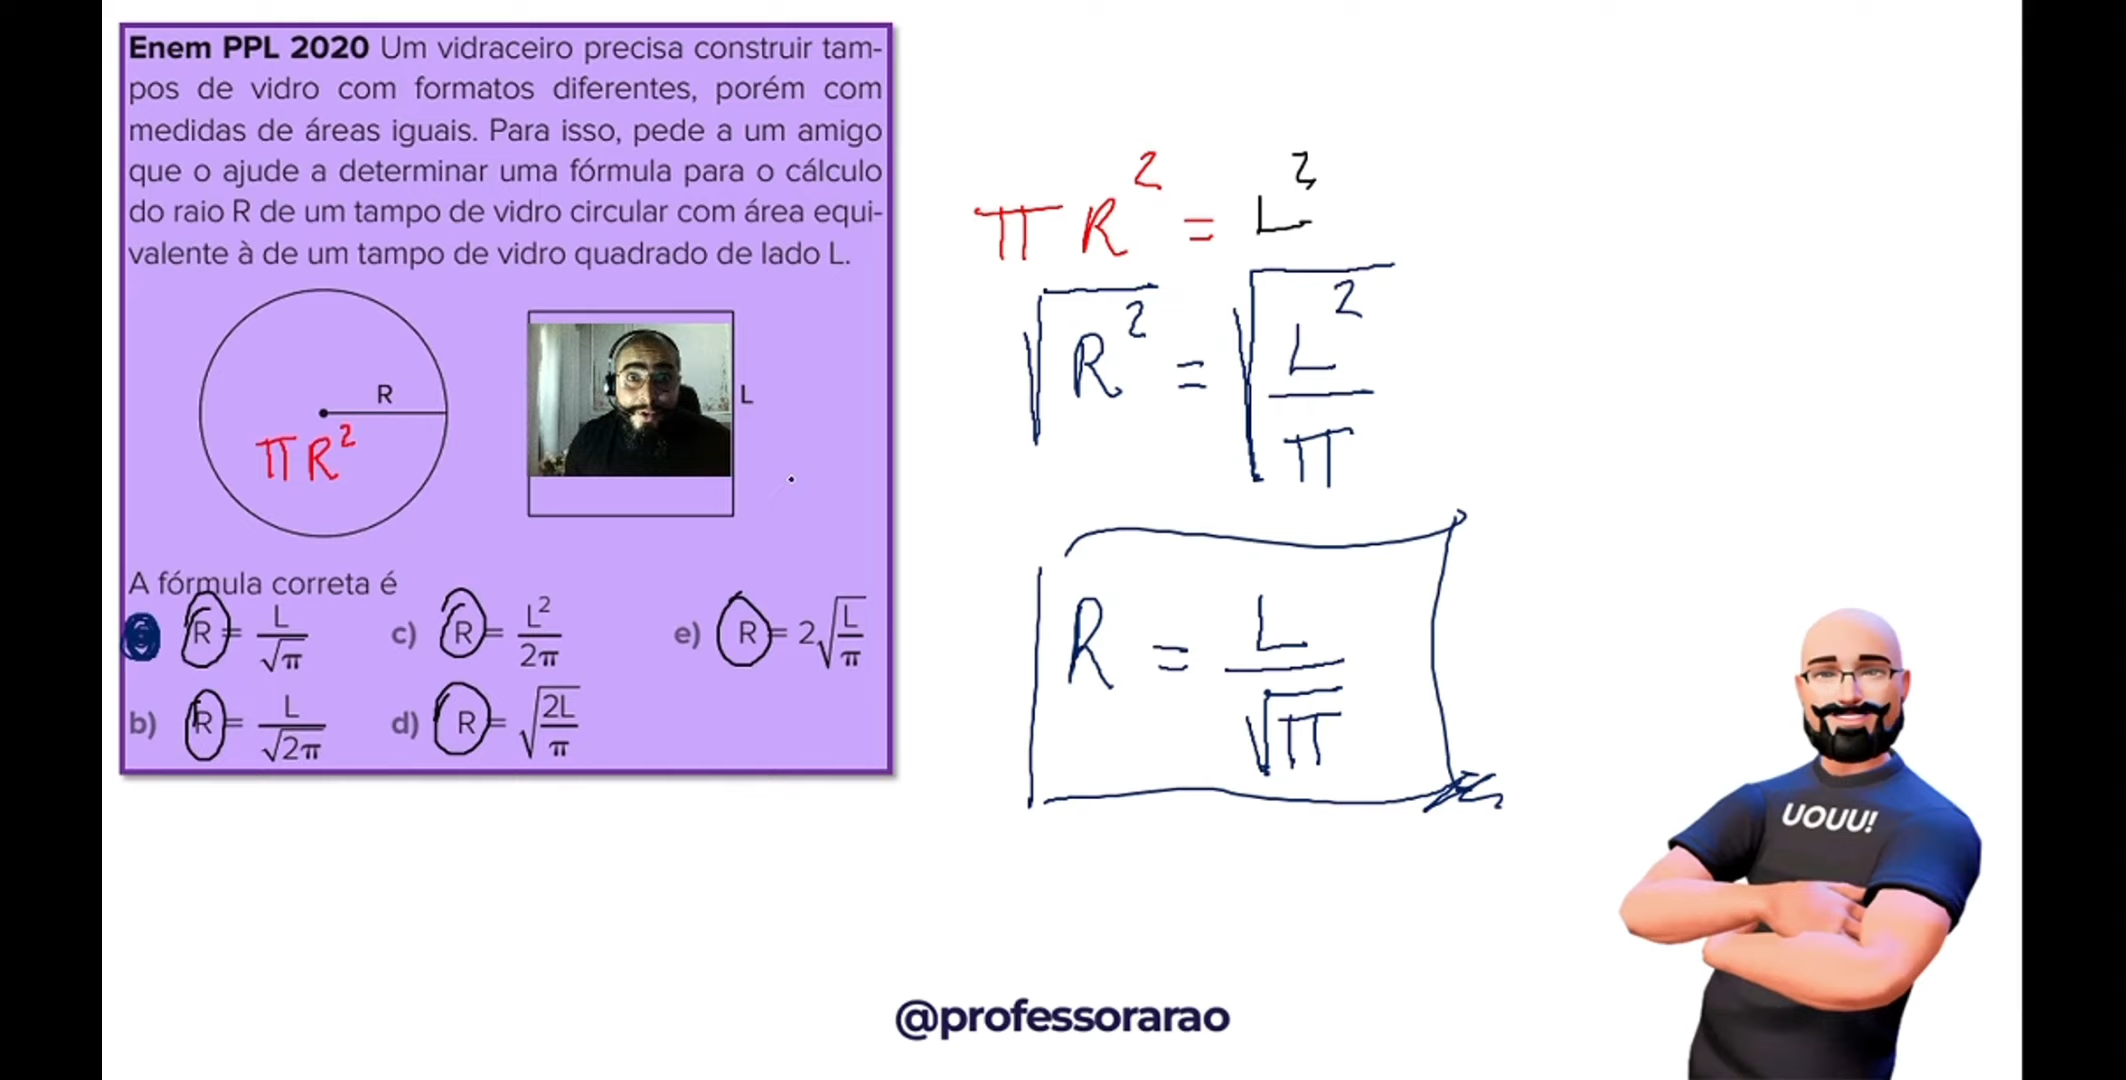 Enem PPL 2020 Um vidraceiro precisa construir tam-
pos de vidro com formatos diferentes, porém com
medidas de áreas iguais. Para isso, pede a um amigo
que o ajude a determinar uma fórmula para o cálculo
do raio R de um tampo de vidro circular com área equi-
valente à de um tampo de vidro quadrado de lado L.
R
πR²
L
A fórmula correta é
R = L/√π
c) R = L²/2π
e) R = 2√(L/π)
b) R = L/√2π
d) R = √(2L/π)
πR² = L²
√R² = √(L²/π)
R = L/√π
UOUU!
@professorarao